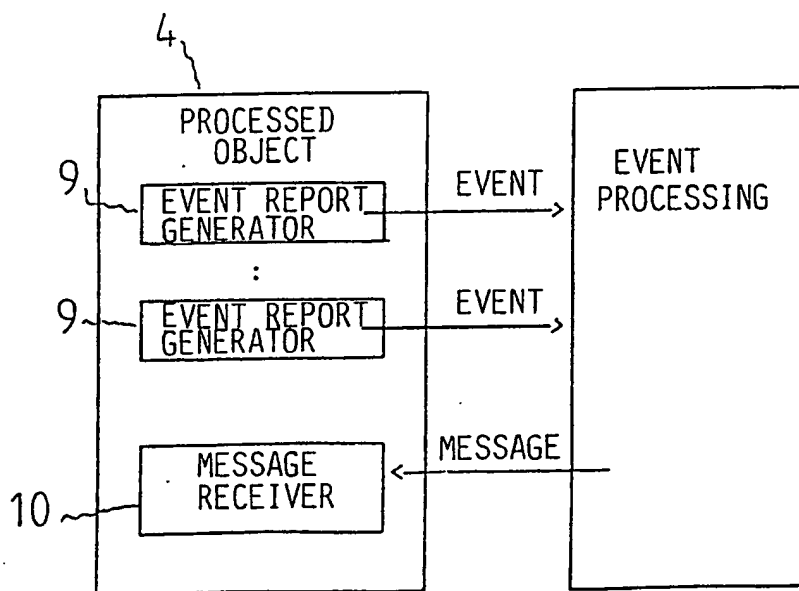 4
PROCESSED
OBJECT
9
EVENT REPORT
GENERATOR
EVENT
EVENT
PROCESSING
:
9
EVENT REPORT
GENERATOR
EVENT
MESSAGE
RECEIVER
MESSAGE
10